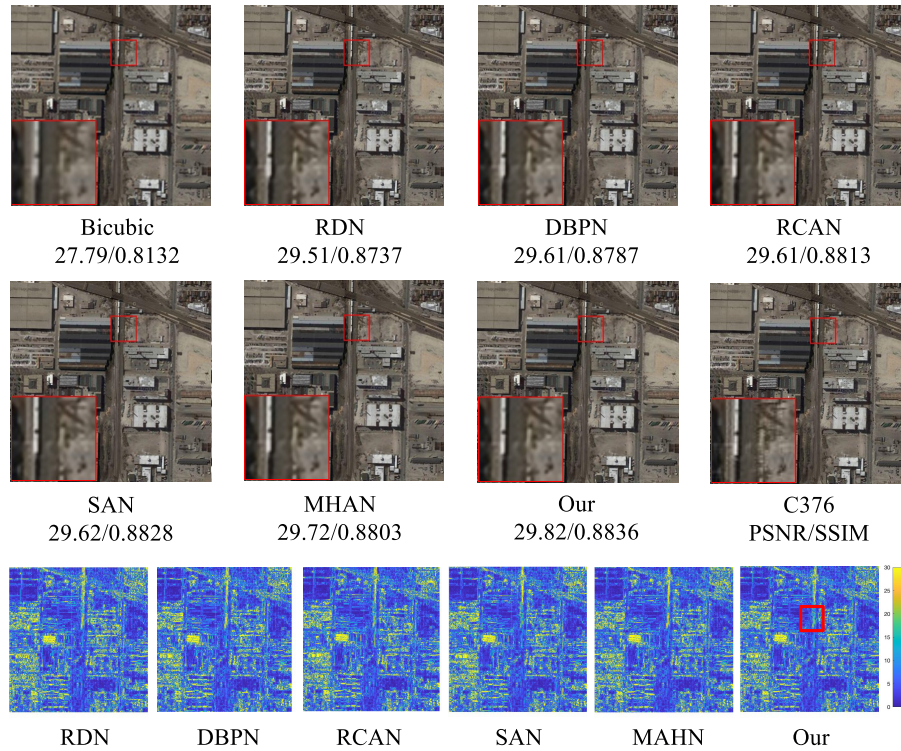 Bicubic RDN DBPN RCAN
27.79/0.8132 29.51/0.8737 29.61/0.8787 29.61/0.8813
SAN MHAN Our C376
29.62/0.8828 29.72/0.8803 29.82/0.8836 PSNR/SSIM
30
25
20
15
10
5
0
RDN DBPN RCAN SAN MAHN Our